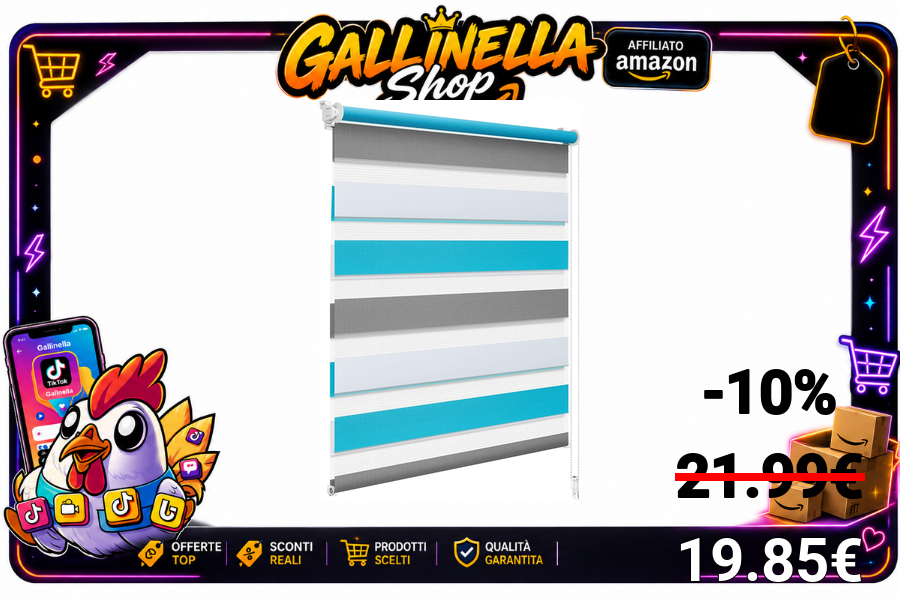 GALLINELLA
Shop
AFFILIATO
amazon
Gallinella
TikTok
Gallinella
-10%
21.99€
19.85€
OFFERTE
TOP
SCONTI
REALI
PRODOTTI
SCELTI
QUALITÀ
GARANTITA